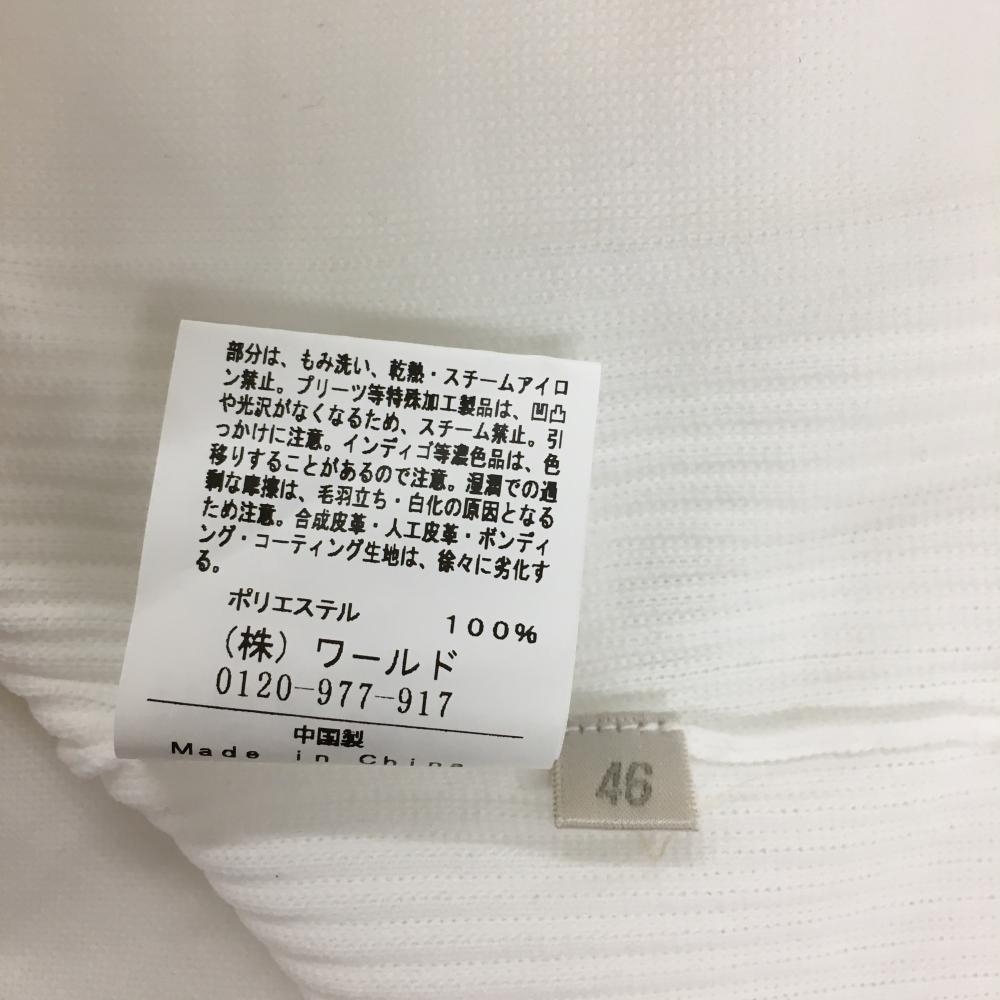 部分は、もみ洗い、乾熱・スチームアイロ
ン禁止。プリーツ等特殊加工製品は、凹凸
や光沢がなくなるため、スチーム禁止。引
っかけに注意。インディゴ等濃色品は、色
移りすることがあるので注意。湿潤での過
剰な摩擦は、毛羽立ち・白化の原因となる
ため注意。合成皮革・人工皮革・ボンディ
ング・コーティング生地は、徐々に劣化す
る。
ポリエステル 100%
(株) ワールド
0120-977-917
中国製
Made in China
46